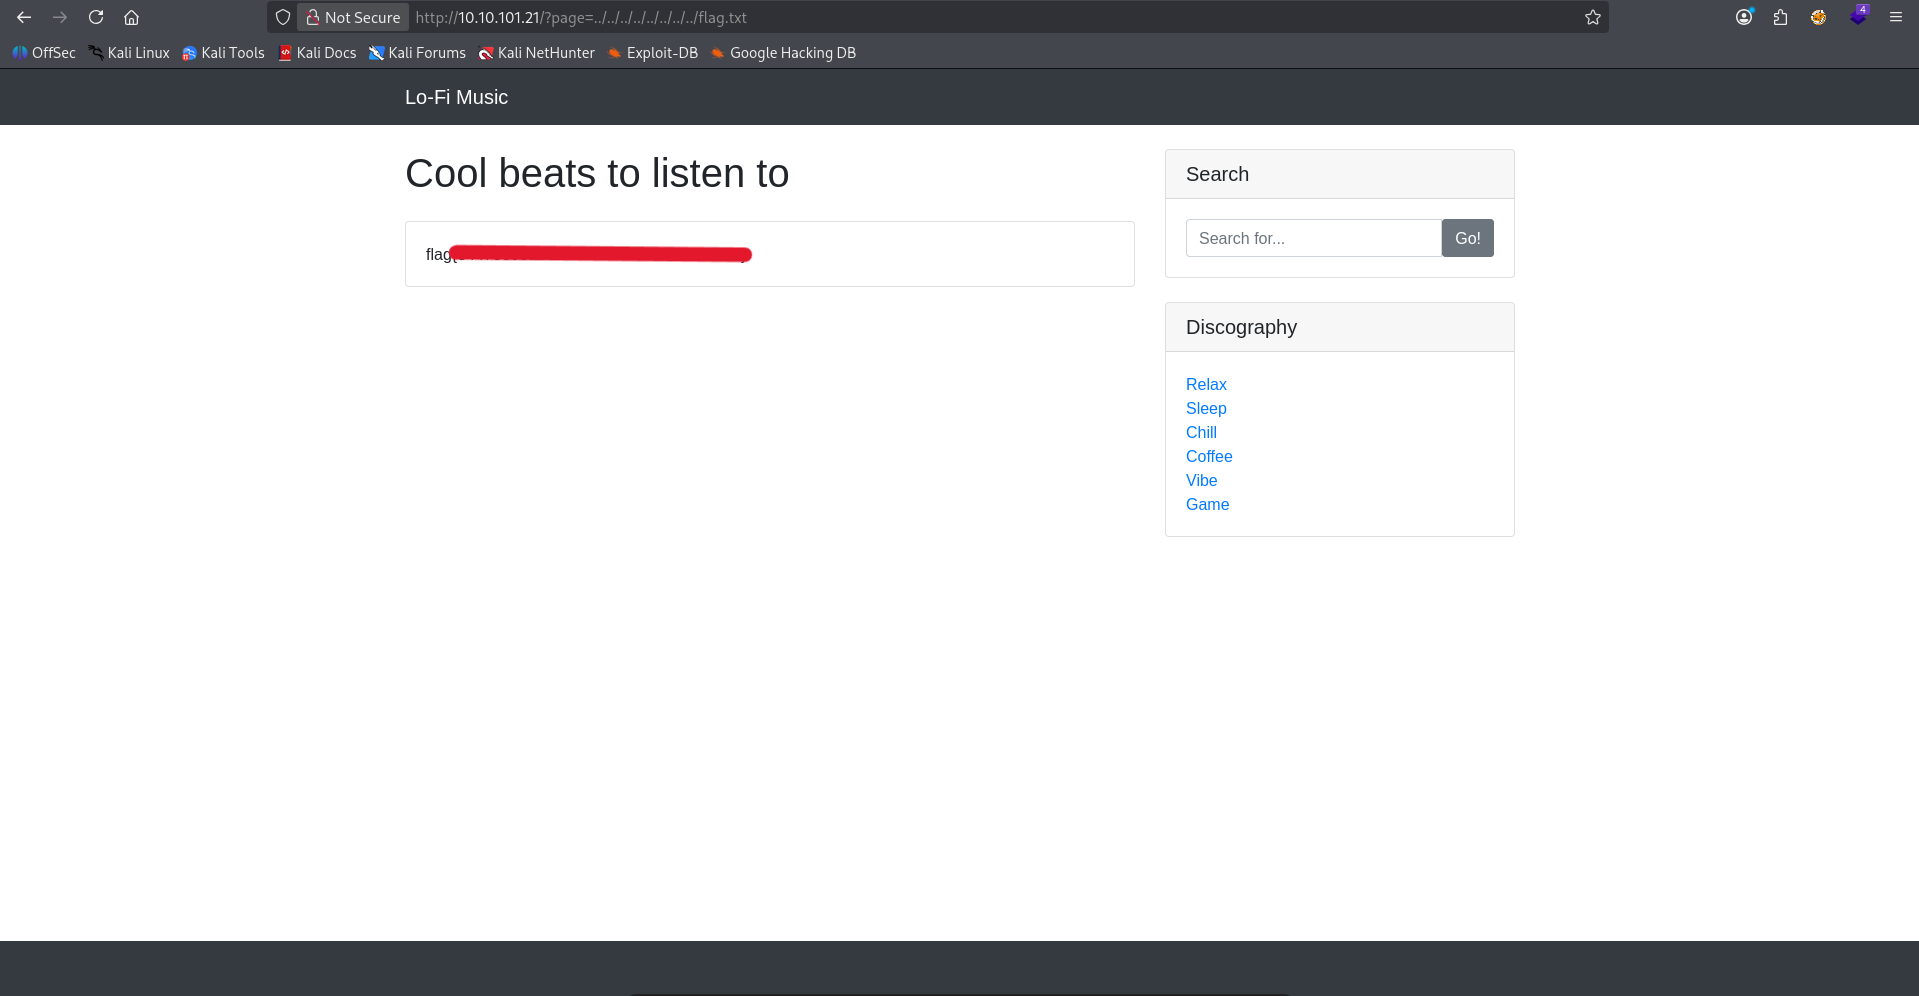 Not Secure http://10.10.101.21/?page=../../../../../../../../flag.txt 4
OffSec Kali Linux Kali Tools Kali Docs Kali Forums Kali NetHunter Exploit-DB Google Hacking DB
Lo-Fi Music
Cool beats to listen to
flag
Search
Search for... Go!
Discography
Relax
Sleep
Chill
Coffee
Vibe
Game